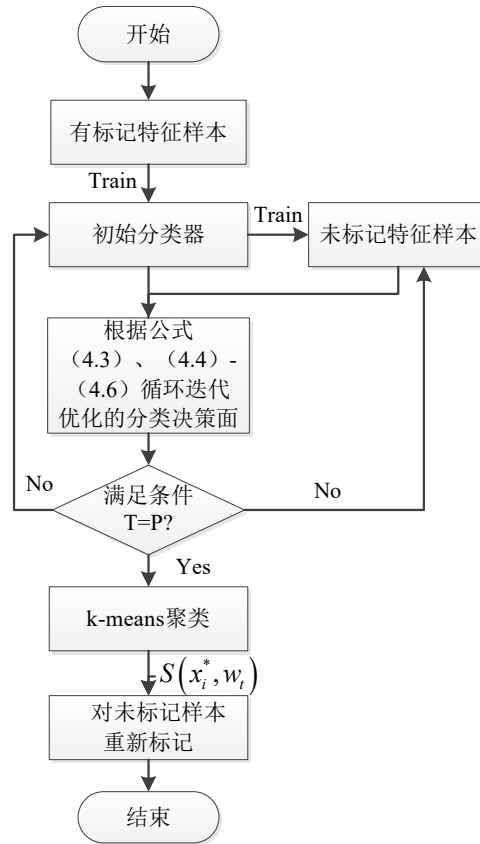 开始
有标记特征样本
Train
初始分类器
Train
未标记特征样本
根据公式
（4.3）、（4.4）-
（4.6）循环迭代
优化的分类决策面
No
满足条件
T=P?
No
Yes
k-means聚类
S(x_i^*, w_t)
对未标记样本
重新标记
结束